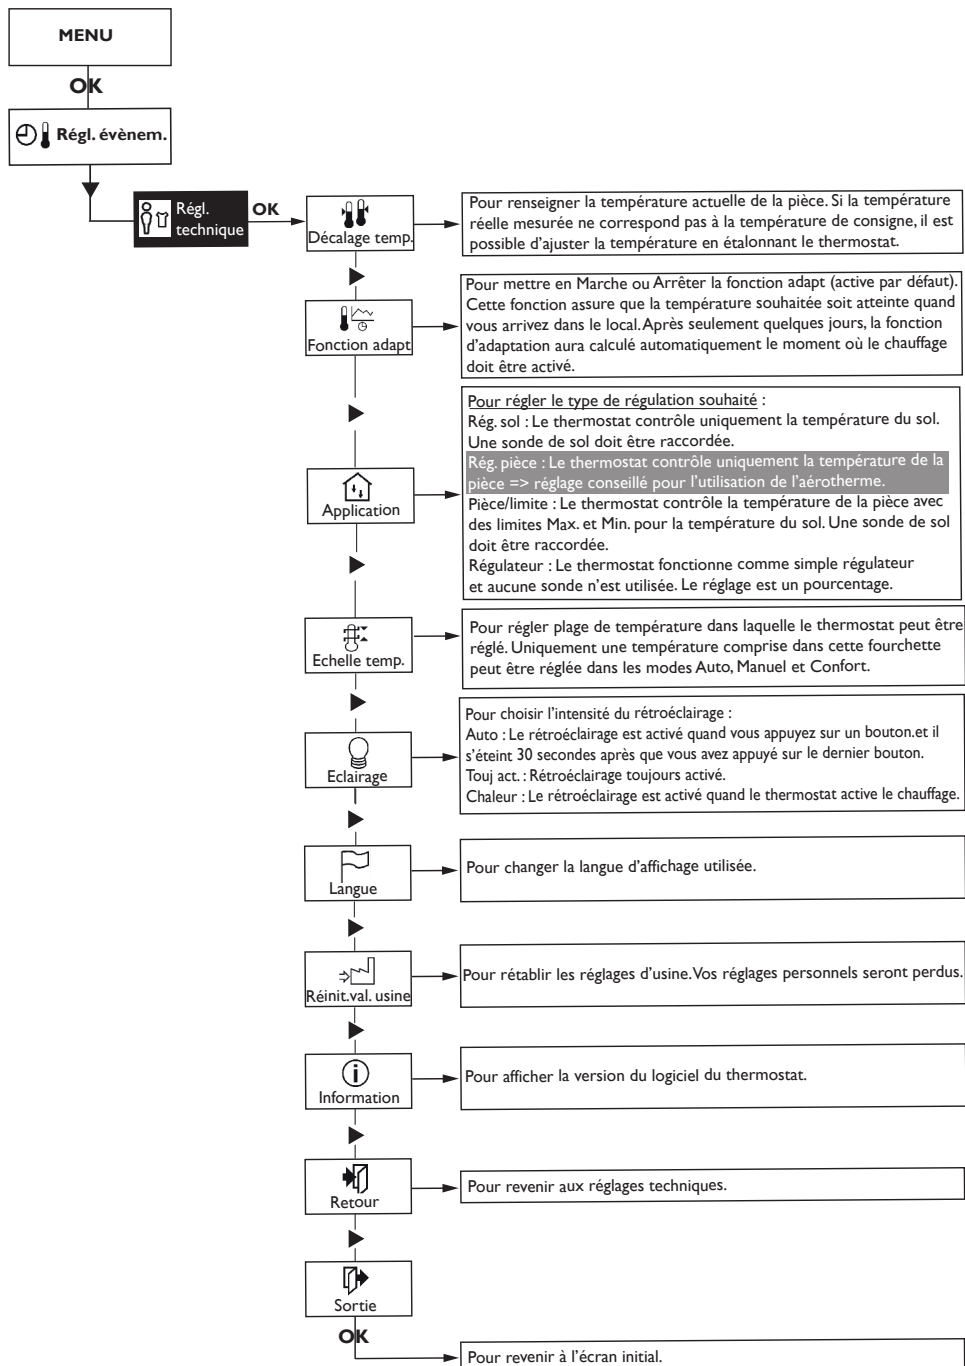 MENU
OK
Régl. évènem.
Régl.
technique
OK
Décalage temp.
Pour renseigner la température actuelle de la pièce. Si la température
réelle mesurée ne correspond pas à la température de consigne, il est
possible d'ajuster la température en étalonnant le thermostat.
Fonction adapt
Pour mettre en Marche ou Arrêter la fonction adapt (active par défaut).
Cette fonction assure que la température souhaitée soit atteinte quand
vous arrivez dans le local. Après seulement quelques jours, la fonction
d'adaptation aura calculé automatiquement le moment où le chauffage
doit être activé.
Application
Pour régler le type de régulation souhaité :
Rég. sol : Le thermostat contrôle uniquement la température du sol.
Une sonde de sol doit être raccordée.
Rég. pièce : Le thermostat contrôle uniquement la température de la
pièce => réglage conseillé pour l'utilisation de l'aérotherme.
Pièce/limite : Le thermostat contrôle la température de la pièce avec
des limites Max. et Min. pour la température du sol. Une sonde de sol
doit être raccordée.
Régulateur : Le thermostat fonctionne comme simple régulateur
et aucune sonde n'est utilisée. Le réglage est un pourcentage.
Echelle temp.
Pour régler plage de température dans laquelle le thermostat peut être
réglé. Uniquement une température comprise dans cette fourchette
peut être réglée dans les modes Auto, Manuel et Confort.
Eclairage
Pour choisir l'intensité du rétroéclairage :
Auto : Le rétroéclairage est activé quand vous appuyez sur un bouton.et il
s'éteint 30 secondes après que vous avez appuyé sur le dernier bouton.
Touj act. : Rétroéclairage toujours activé.
Chaleur : Le rétroéclairage est activé quand le thermostat active le chauffage.
Langue
Pour changer la langue d'affichage utilisée.
Réinit.val. usine
Pour rétablir les réglages d'usine. Vos réglages personnels seront perdus.
Information
Pour afficher la version du logiciel du thermostat.
Retour
Pour revenir aux réglages techniques.
Sortie
OK
Pour revenir à l'écran initial.